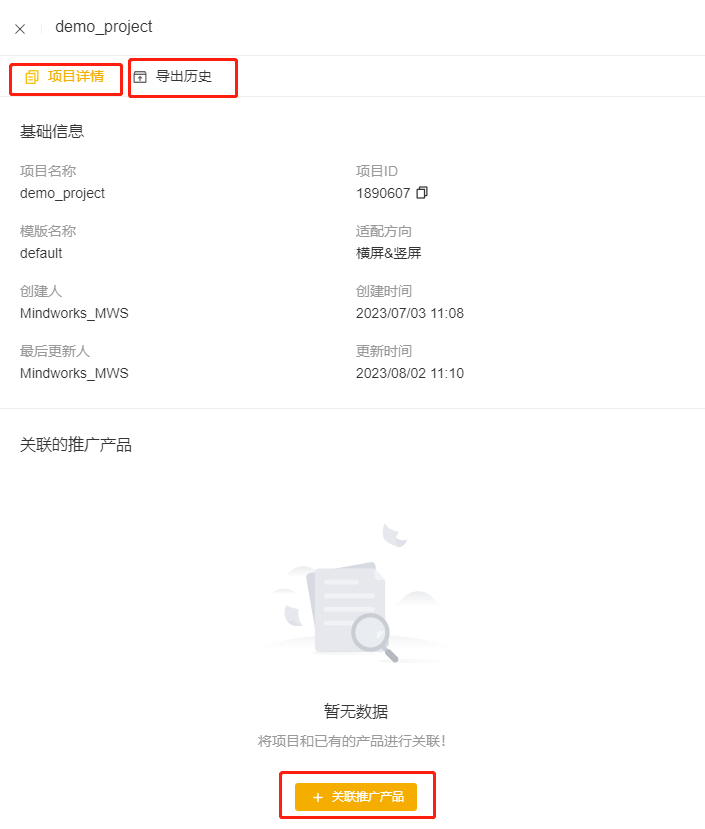 demo_project
项目详情 导出历史
基础信息
项目名称 项目ID
demo_project 1890607
模版名称 适配方向
default 横屏&竖屏
创建人 创建时间
Mindworks_MWS 2023/07/03 11:08
最后更新人 更新时间
Mindworks_MWS 2023/08/02 11:10
关联的推广产品
暂无数据
将项目和已有的产品进行关联!
+ 关联推广产品